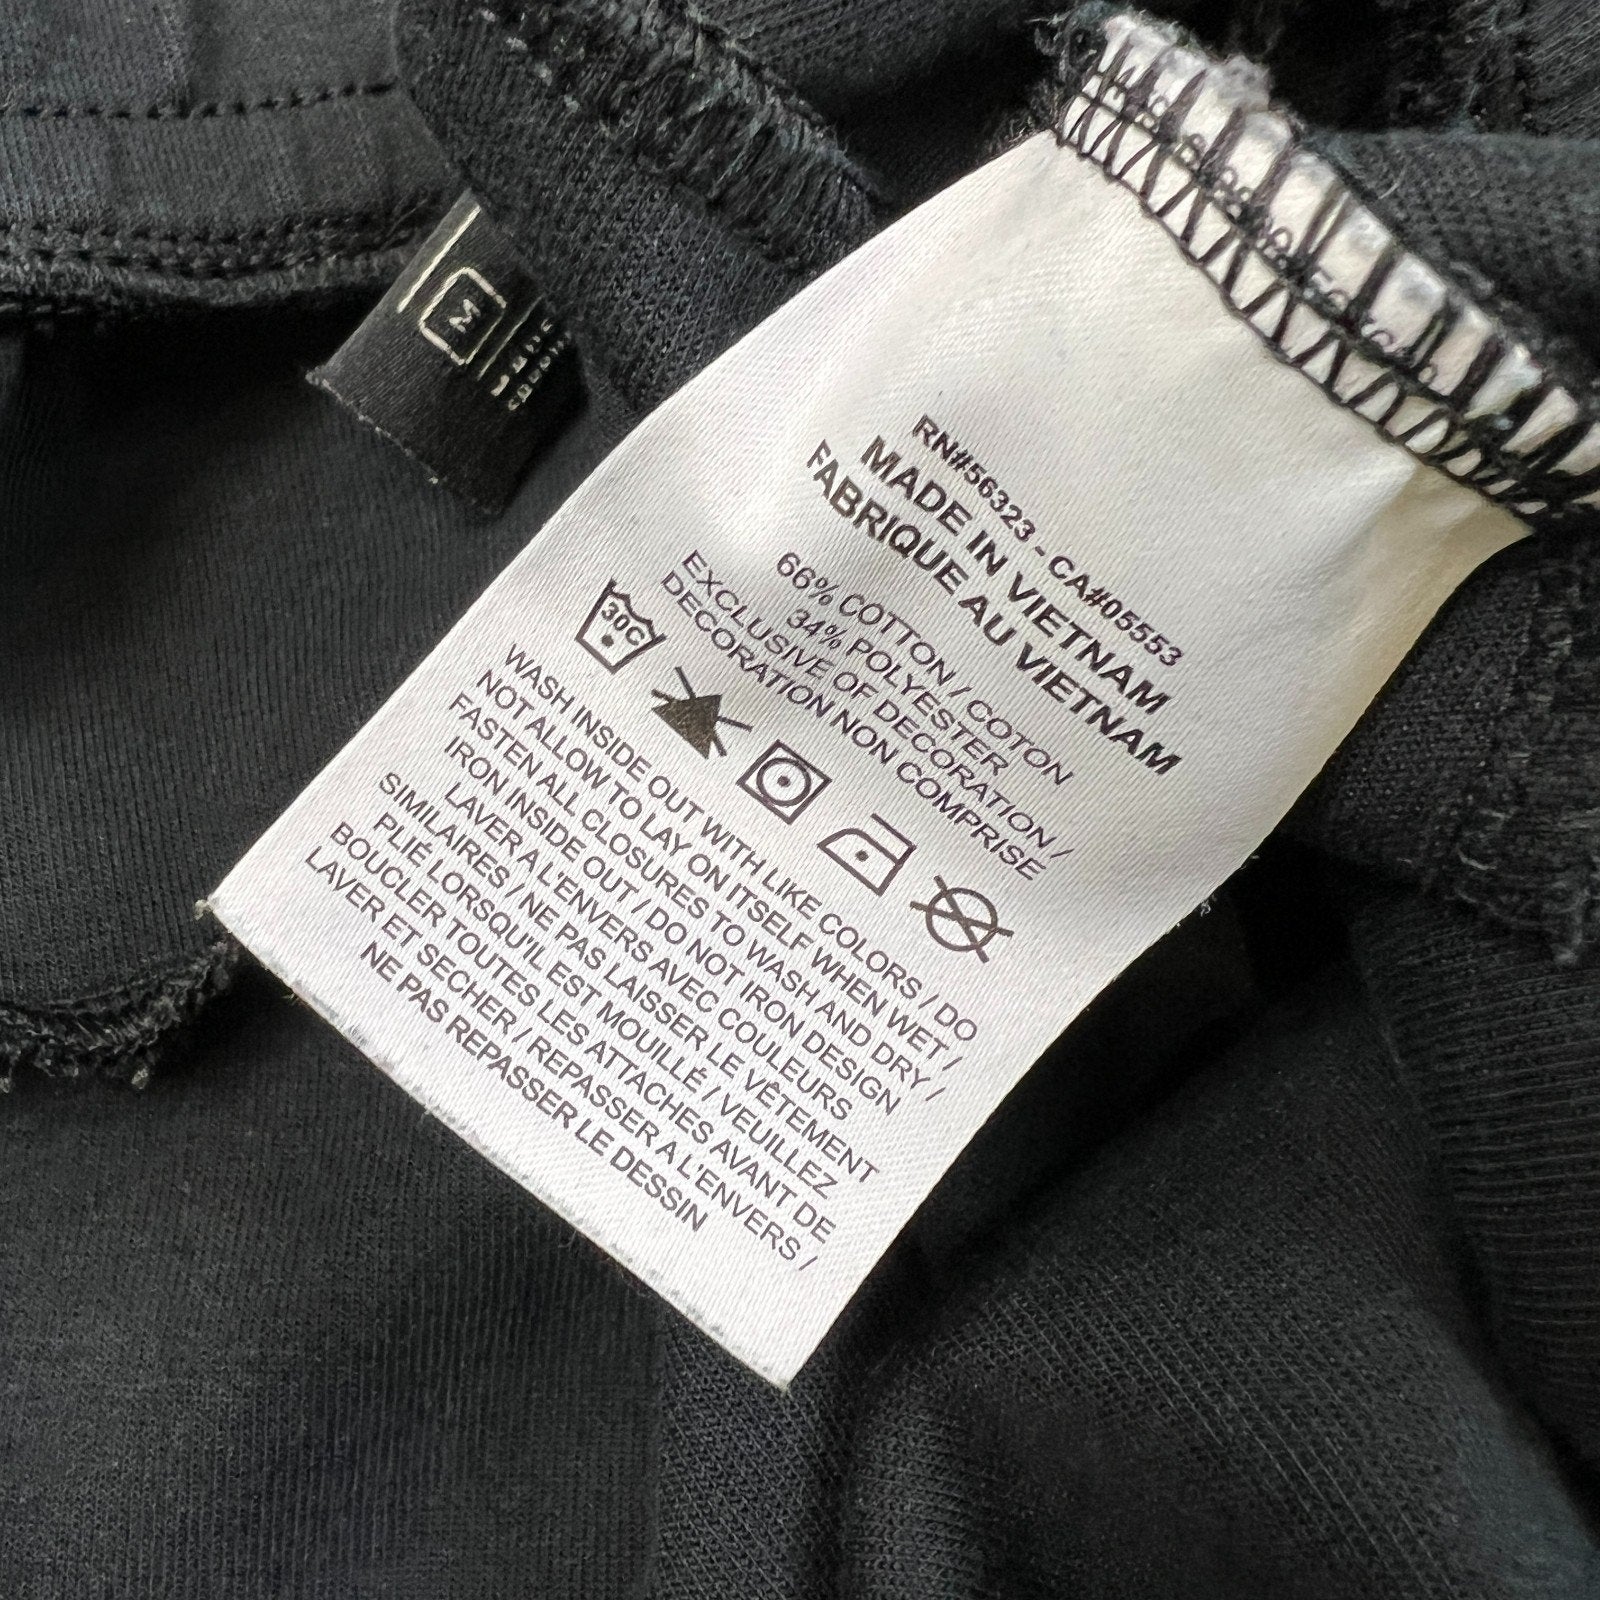 M
RN#56323 - CA#05553
MADE IN VIETNAM
FABRIQUE AU VIETNAM
66% COTTON / COTON
34% POLYESTER
EXCLUSIVE OF DECORATION /
DECORATION NON COMPRISE
30C
WASH INSIDE OUT WITH LIKE COLORS / DO
NOT ALLOW TO LAY ON ITSELF WHEN WET /
FASTEN ALL CLOSURES TO WASH AND DRY /
IRON INSIDE OUT / DO NOT IRON DESIGN
LAVER A L'ENVERS AVEC COULEURS
SIMILAIRES / NE PAS LAISSER LE VÊTEMENT
PLIÉ LORSQU'IL EST MOUILLÉ / VEUILLEZ
BOUCLER TOUTES LES ATTACHES AVANT DE
LAVER ET SECHER / REPASSER A L'ENVERS /
NE PAS REPASSER LE DESSIN